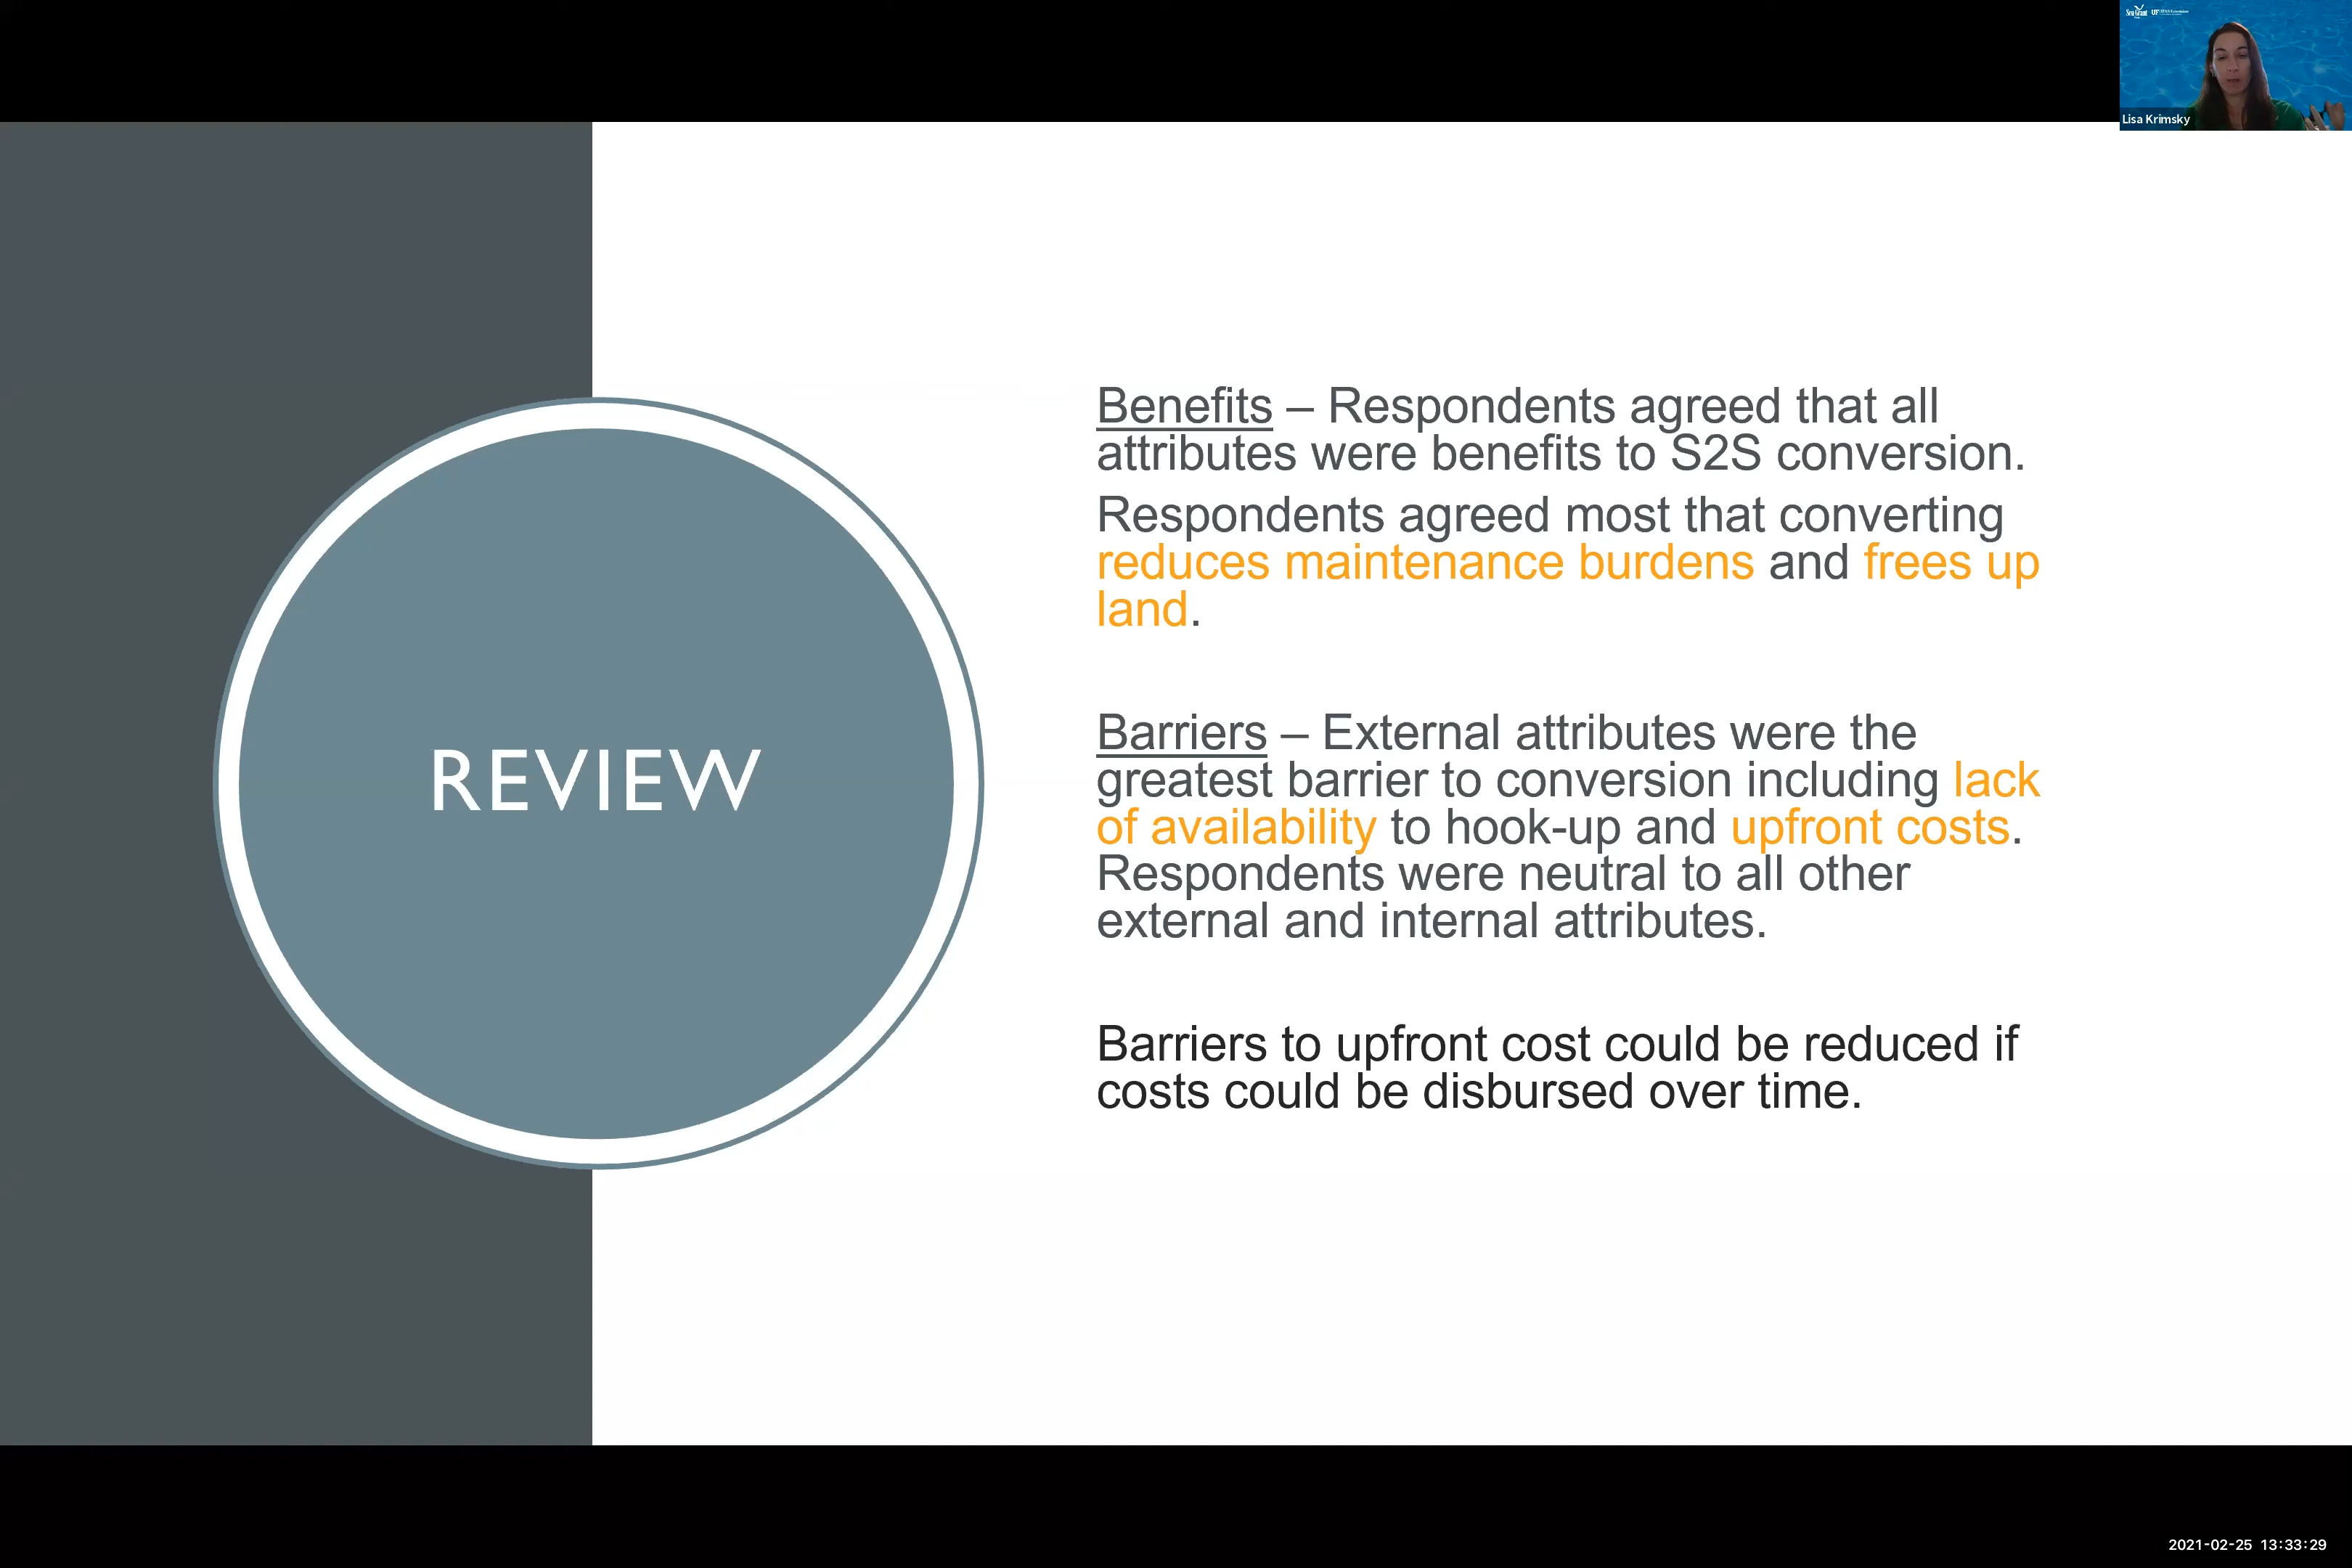 Sea Grant UF
Lisa Krimsky
REVIEW
Benefits – Respondents agreed that all
attributes were benefits to S2S conversion.
Respondents agreed most that converting
reduces maintenance burdens and frees up
land.
Barriers – External attributes were the
greatest barrier to conversion including lack
of availability to hook-up and upfront costs.
Respondents were neutral to all other
external and internal attributes.
Barriers to upfront cost could be reduced if
costs could be disbursed over time.
2021-02-25 13:33:29